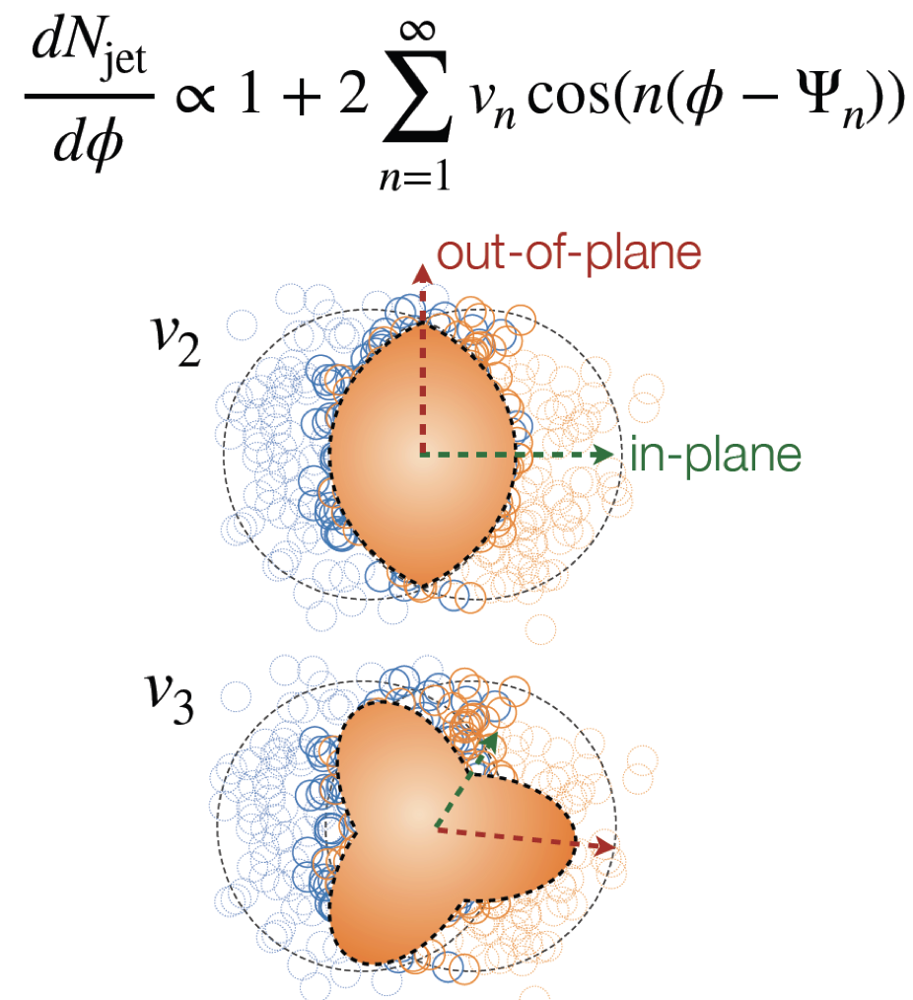 dN_jet/dϕ ∝ 1 + 2 ∑_{n=1}^{∞} v_n cos(n(ϕ − Ψ_n))
out-of-plane
v_2
in-plane
v_3